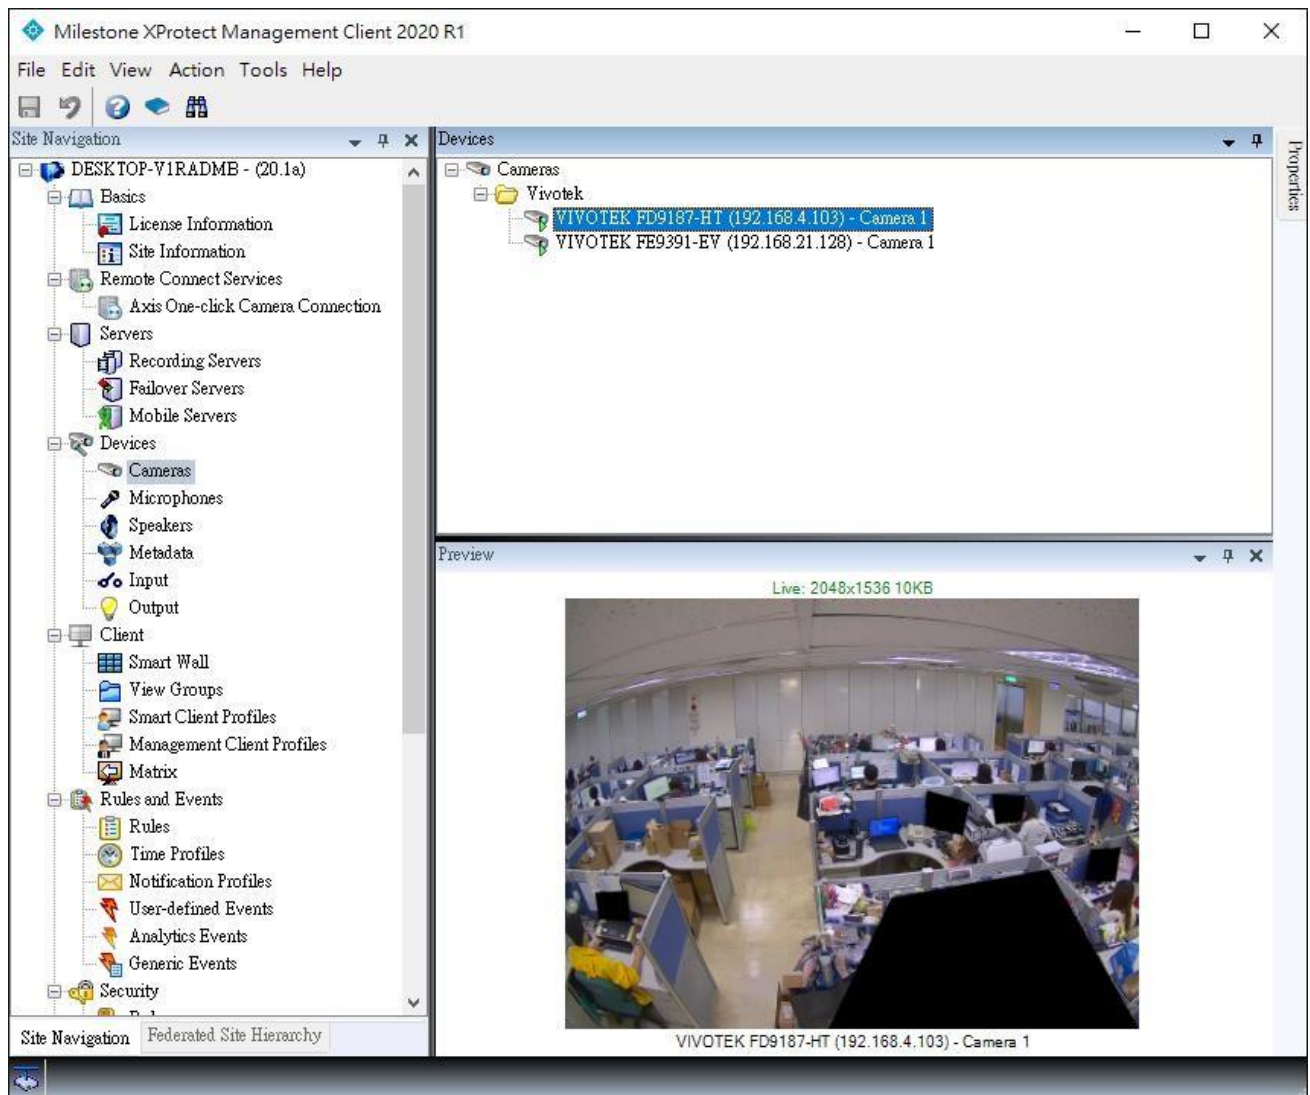 Milestone XProtect Management Client 2020 R1
File Edit View Action Tools Help
Site Navigation
DESKTOP-V1RADMB - (20.1a)
Basics
License Information
Site Information
Remote Connect Services
Axis One-click Camera Connection
Servers
Recording Servers
Failover Servers
Mobile Servers
Devices
Cameras
Microphones
Speakers
Metadata
Input
Output
Client
Smart Wall
View Groups
Smart Client Profiles
Management Client Profiles
Matrix
Rules and Events
Rules
Time Profiles
Notification Profiles
User-defined Events
Analytics Events
Generic Events
Security
Site Navigation
Federated Site Hierarchy
Devices
Cameras
Vivotek
VIVOTEK FD9187-HT (192.168.4.103) - Camera 1
VIVOTEK FE9391-EV (192.168.21.128) - Camera 1
Properties
Preview
Live: 2048x1536 10KB
VIVOTEK FD9187-HT (192.168.4.103) - Camera 1